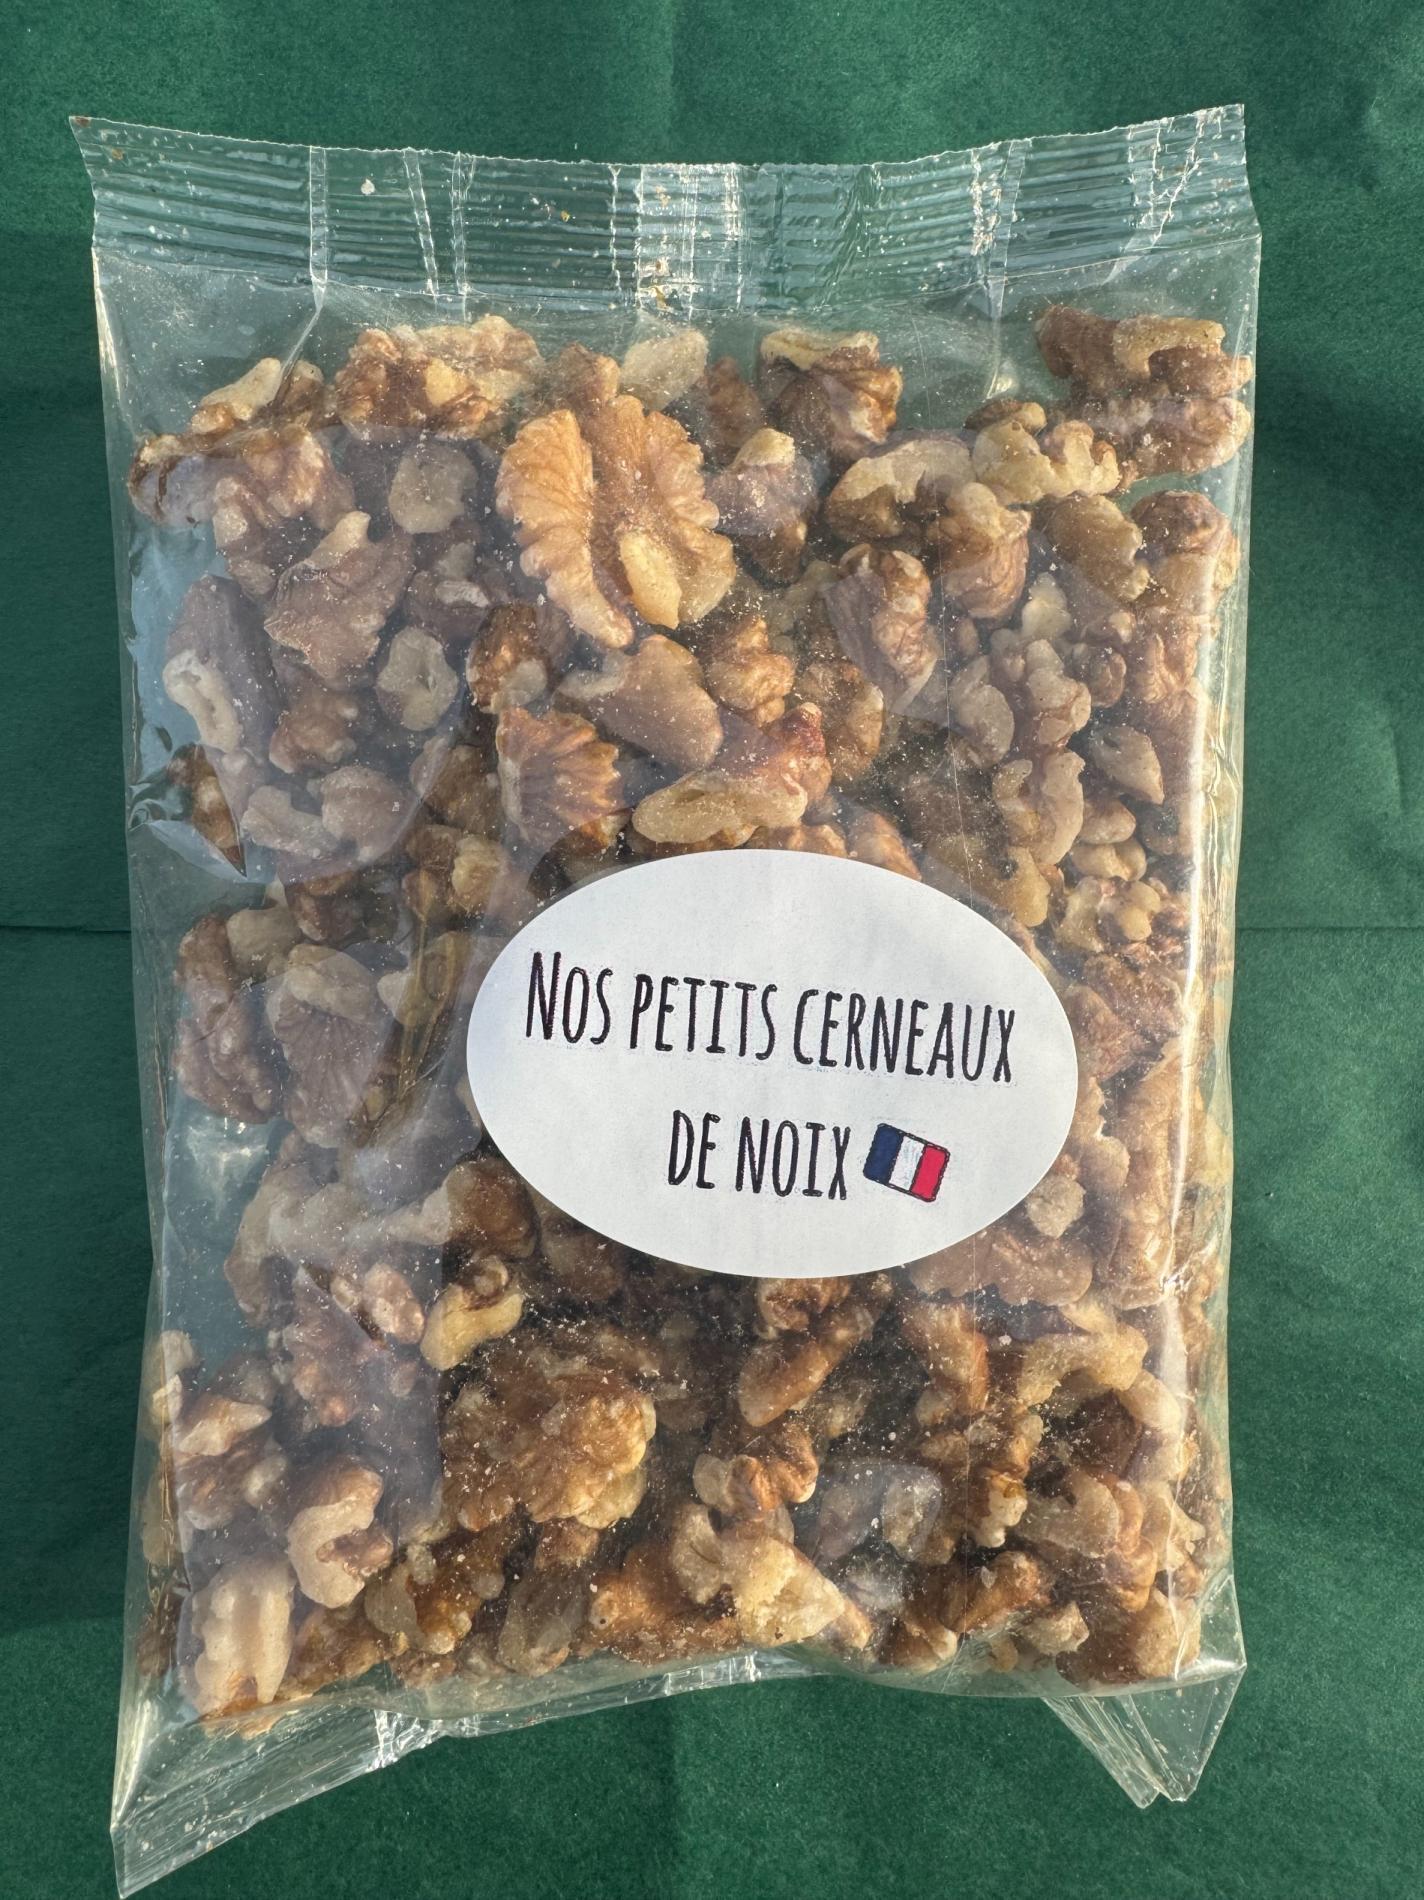 Nos petits cerneaux
de noix